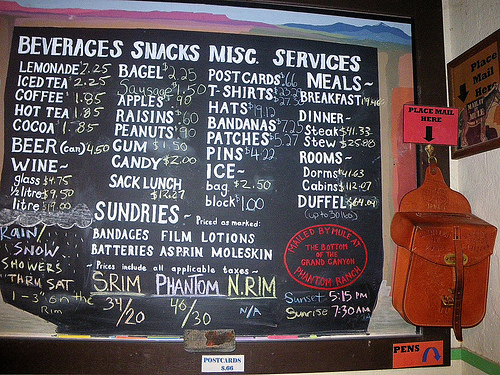 BEVERAGES SNACKS MISC. SERVICES
LEMONADE 2.25
ICED TEA 2.25
COFFEE 1.85
HOT TEA 1.85
COCOA 1.85
BEER (can) 4.50
WINE~
glass $4.75
½ litre $9.50
litre $19.00
BAGEL $2.25
Sausage $1.50
APPLES .90
RAISINS .60
PEANUTS .90
GUM $1.50
CANDY $2.00
SACK LUNCH
POSTCARDS .66
T-SHIRTS
HATS $19.12
BANDANAS $7.25
PATCHES $5.27
PINS $4.22
ICE~
bag $2.50
block $1.00
MEALS~
BREAKFAST
DINNER~
Steak $41.33
Stew $25.80
ROOMS~
Dorms $41.63
Cabins $112.07
DUFFEL $64.04
(up to 30 lbs)
SUNDRIES~ Priced as marked:
BANDAGES FILM LOTIONS
BATTERIES ASPRIN MOLESKIN
~ Prices include all applicable taxes ~
RAIN/
SNOW
SHOWERS
THRU SAT
1-3" on the
Rim
S.RIM PHANTOM N.RIM
34/20 46/30 N/A
MAILED BY MULE AT
THE BOTTOM
OF THE
GRAND CANYON
PHANTOM RANCH
Sunset 5:15 PM
Sunrise 7:30 AM
POSTCARDS
$.66
PLACE MAIL
HERE
Place
Mail
Here
PENS